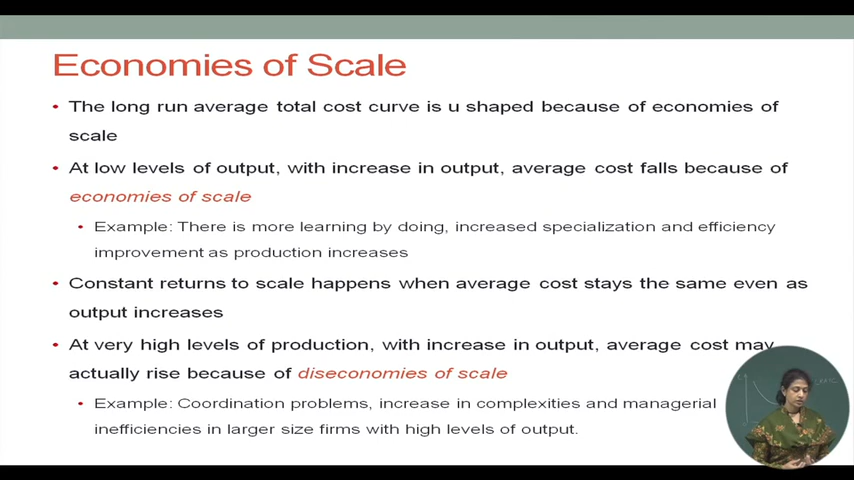 Economies of Scale
• The long run average total cost curve is u shaped because of economies of
scale
• At low levels of output, with increase in output, average cost falls because of
economies of scale
• Example: There is more learning by doing, increased specialization and efficiency
improvement as production increases
• Constant returns to scale happens when average cost stays the same even as
output increases
• At very high levels of production, with increase in output, average cost may
actually rise because of diseconomies of scale
• Example: Coordination problems, increase in complexities and managerial
inefficiencies in larger size firms with high levels of output.